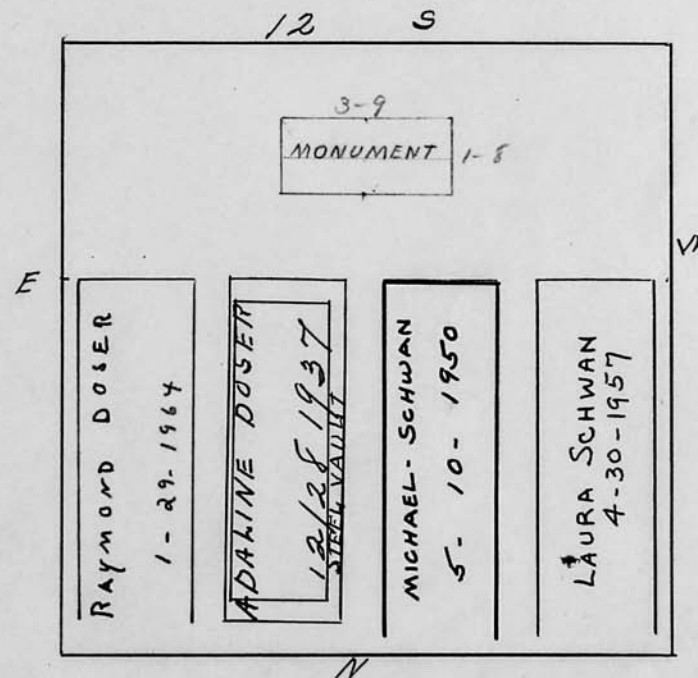 12 S
3-9
MONUMENT 1-8
E
W
RAYMOND DOSER
1-29-1964
ADALINE DOSER
12/28 1937
STEEL VAULT
MICHAEL-SCHWAN
5-10-1950
LAURA SCHWAN
4-30-1957
N